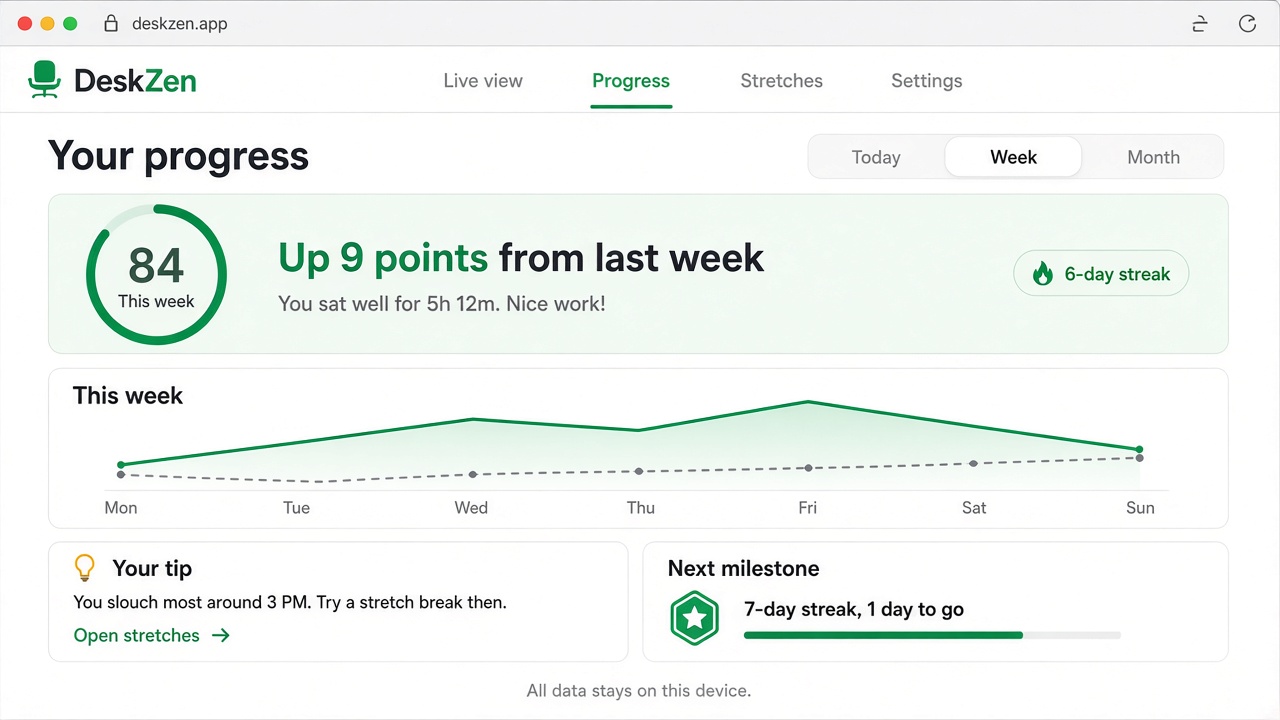 deskzen.app
DeskZen
Live view
Progress
Stretches
Settings
Your progress
Today
Week
Month
84
This week
Up 9 points from last week
You sat well for 5h 12m. Nice work!
6-day streak
This week
Mon
Tue
Wed
Thu
Fri
Sat
Sun
Your tip
You slouch most around 3 PM. Try a stretch break then.
Open stretches
Next milestone
7-day streak, 1 day to go
All data stays on this device.